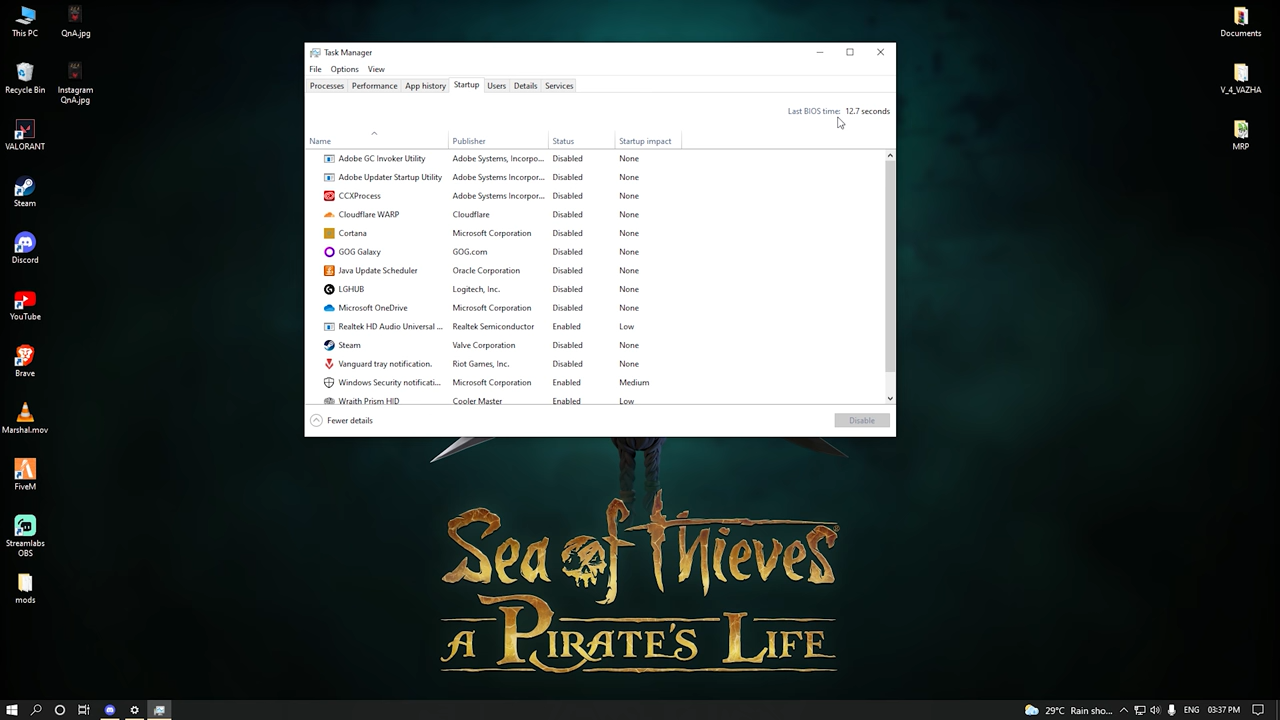 This PC
QnA.jpg
Recycle Bin
Instagram
QnA.jpg
VALORANT
Steam
Discord
YouTube
Brave
Marshal.mov
FiveM
Streamlabs
OBS
mods
Task Manager
File Options View
Processes Performance App history Startup Users Details Services
Last BIOS time: 12.7 seconds
Name Publisher Status Startup impact
Adobe GC Invoker Utility Adobe Systems, Incorpo... Disabled None
Adobe Updater Startup Utility Adobe Systems Incorpor... Disabled None
CCXProcess Adobe Systems Incorpor... Disabled None
Cloudflare WARP Cloudflare Disabled None
Cortana Microsoft Corporation Disabled None
GOG Galaxy GOG.com Disabled None
Java Update Scheduler Oracle Corporation Disabled None
LGHUB Logitech, Inc. Disabled None
Microsoft OneDrive Microsoft Corporation Disabled None
Realtek HD Audio Universal ... Realtek Semiconductor Enabled Low
Steam Valve Corporation Disabled None
Vanguard tray notification. Riot Games, Inc. Disabled None
Windows Security notificati... Microsoft Corporation Enabled Medium
Wraith Prism HID Cooler Master Enabled Low
Fewer details Disable
Sea of Thieves
A Pirate's Life
Documents
V_4_VAZHA
MRP
29°C Rain sho... ENG 03:37 PM